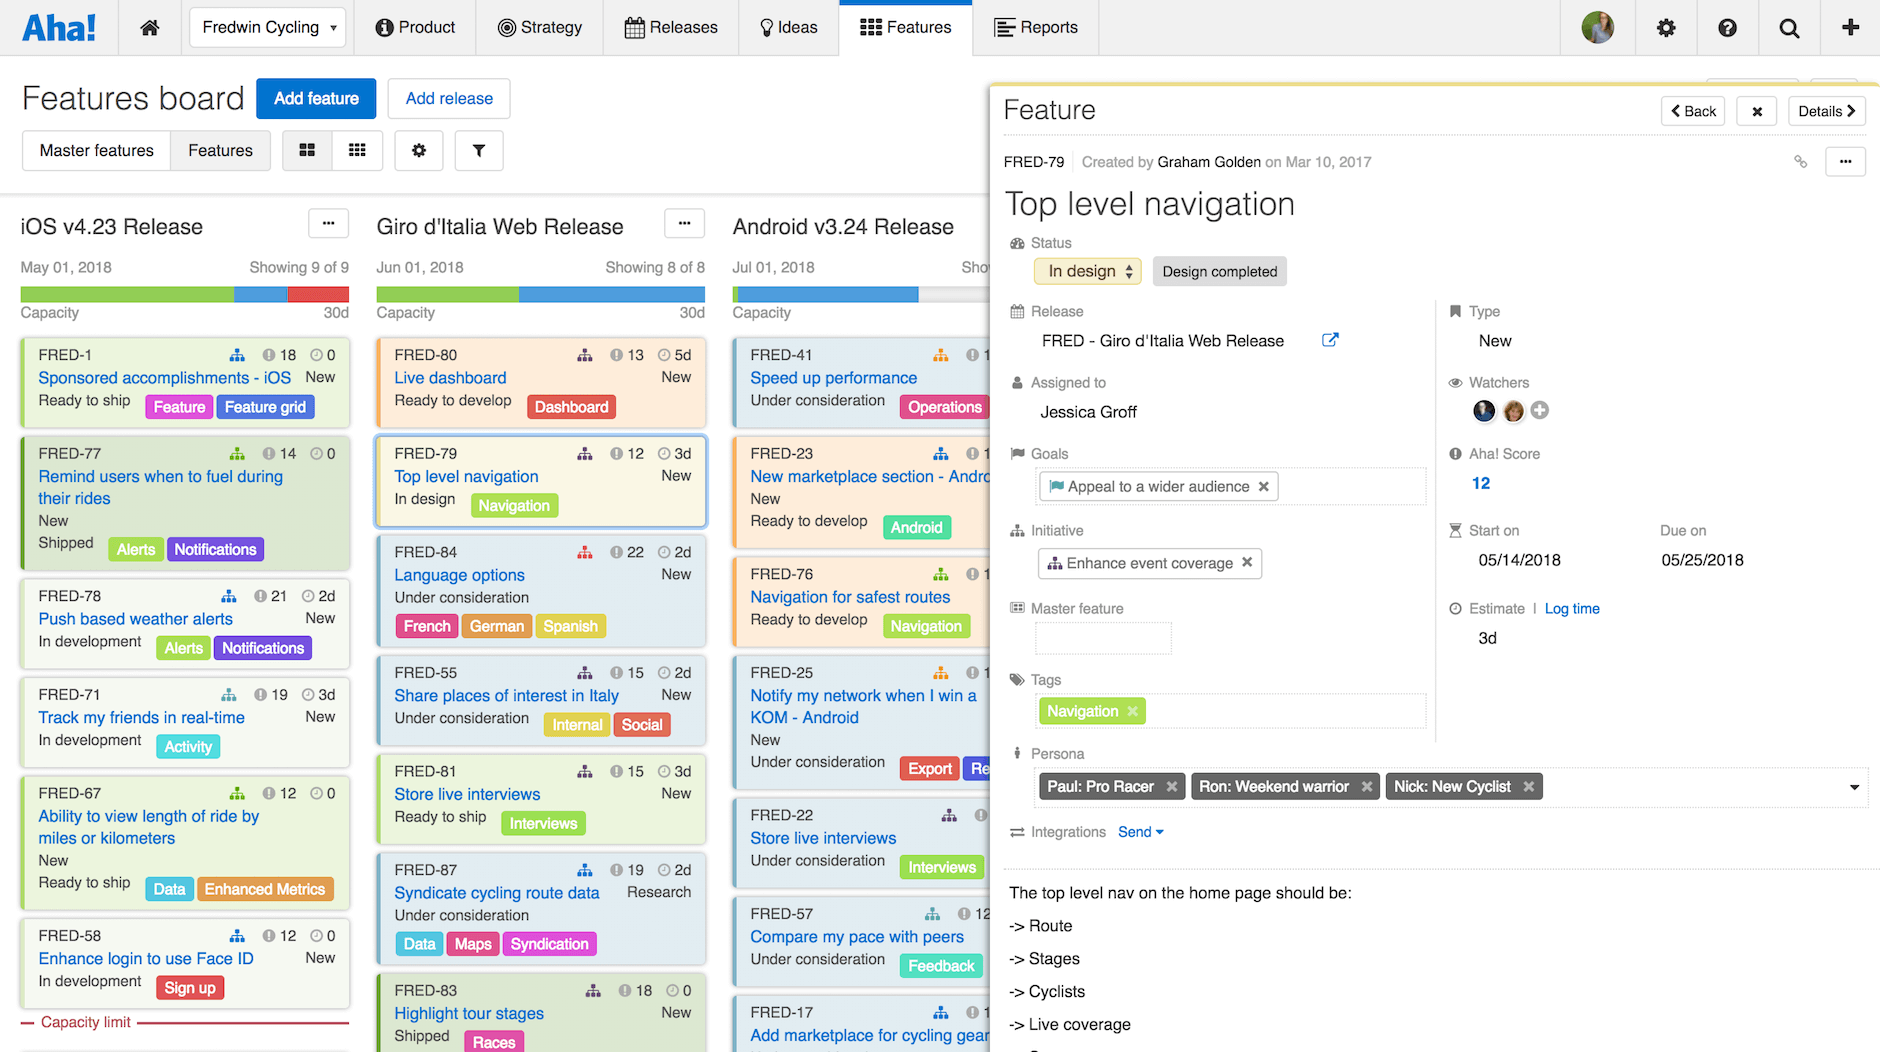 Aha!
Fredwin Cycling
Product
Strategy
Releases
Ideas
Features
Reports
Features board
Add feature
Add release
Master features
Features
iOS v4.23 Release
May 01, 2018 Showing 9 of 9
Capacity 30d
FRED-1 18 0
Sponsored accomplishments - iOS New
Ready to ship Feature Feature grid
FRED-77 14 0
Remind users when to fuel during
their rides
New
Shipped Alerts Notifications
FRED-78 21 2d
Push based weather alerts New
In development Alerts Notifications
FRED-71 19 3d
Track my friends in real-time New
In development Activity
FRED-67 12 0
Ability to view length of ride by
miles or kilometers
New
Ready to ship Data Enhanced Metrics
FRED-58 12 0
Enhance login to use Face ID New
In development Sign up
Capacity limit
Giro d'Italia Web Release
Jun 01, 2018 Showing 8 of 8
Capacity 30d
FRED-80 13 5d
Live dashboard New
Ready to develop Dashboard
FRED-79 12 3d
Top level navigation New
In design Navigation
FRED-84 22 2d
Language options New
Under consideration
French German Spanish
FRED-55 15 2d
Share places of interest in Italy New
Under consideration Internal Social
FRED-81 15 3d
Store live interviews New
Ready to ship Interviews
FRED-87 19 2d
Syndicate cycling route data Research
Under consideration
Data Maps Syndication
FRED-83 18 0
Highlight tour stages New
Shipped Races
Android v3.24 Release
Jul 01, 2018
Capacity
FRED-41
Speed up performance
Under consideration Operations
FRED-23
New marketplace section -
New
Ready to develop Android
FRED-76
Navigation for safest routes
Ready to develop Navigation
FRED-25
Notify my network when I win a
KOM - Android
New
Under consideration Export
FRED-22
Store live interviews
Under consideration Interviews
FRED-57 12
Compare my pace with peers
Under consideration Feedback
FRED-17
Add marketplace for cycling gear
Feature
Back
Details
FRED-79 Created by Graham Golden on Mar 10, 2017
Top level navigation
Status
In design Design completed
Release
FRED - Giro d'Italia Web Release
Assigned to
Jessica Groff
Goals
Appeal to a wider audience
Initiative
Enhance event coverage
Master feature
Tags
Navigation
Type
New
Watchers
Aha! Score
12
Start on Due on
05/14/2018 05/25/2018
Estimate | Log time
3d
Persona
Paul: Pro Racer Ron: Weekend warrior Nick: New Cyclist
Integrations Send
The top level nav on the home page should be:
-> Route
-> Stages
-> Cyclists
-> Live coverage